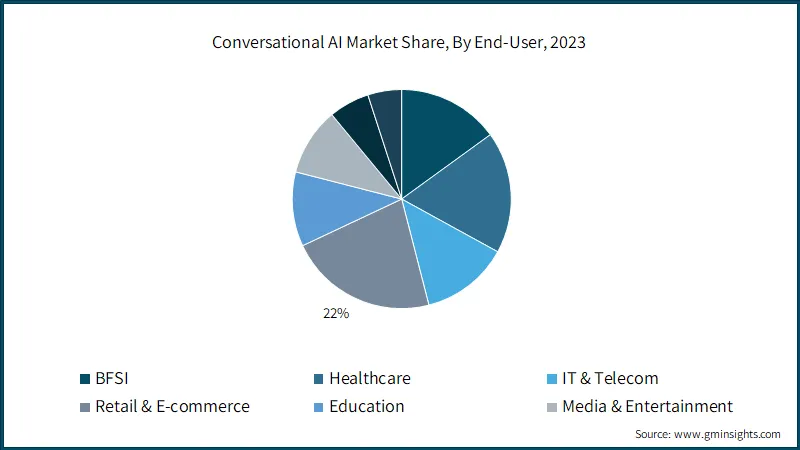 Conversational AI Market Share, By End-User, 2023
22%
BFSI
Healthcare
IT & Telecom
Retail & E-commerce
Education
Media & Entertainment
Source: www.gminsights.com